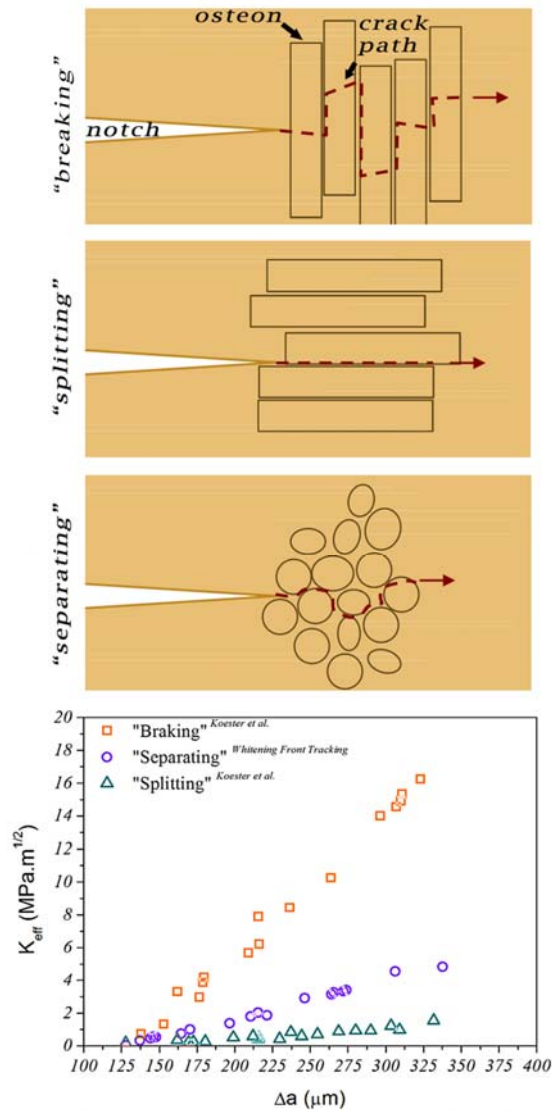 osteon
crack
path
notch
"breaking"
"splitting"
"separating"
"Braking" Koester et al.
"Separating" Whitening Front Tracking
"Splitting" Koester et al.
20
18
16
14
12
10
8
6
4
2
0
K_eff (MPa.m^1/2)
100 125 150 175 200 225 250 275 300 325 350 375 400
Δa (μm)